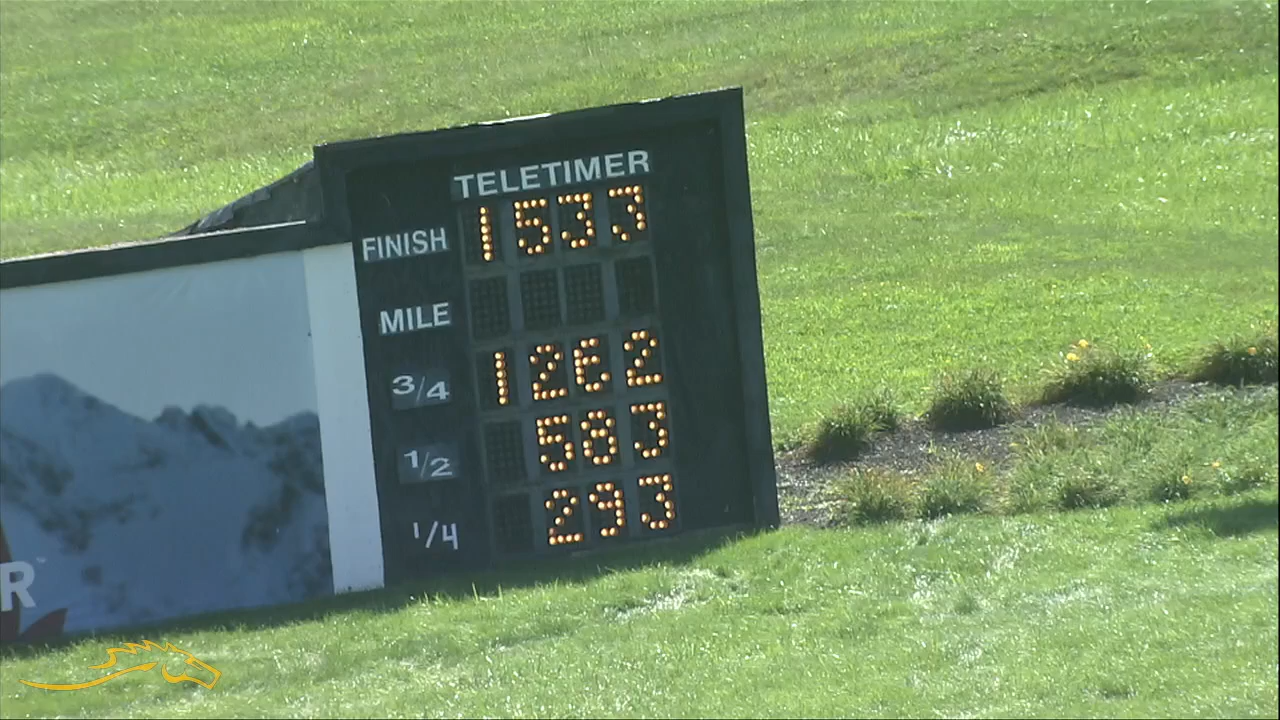 TELETIMER
FINISH 1 53 3
MILE
3/4 1 26 2
1/2 58 3
1/4 29 3
R™